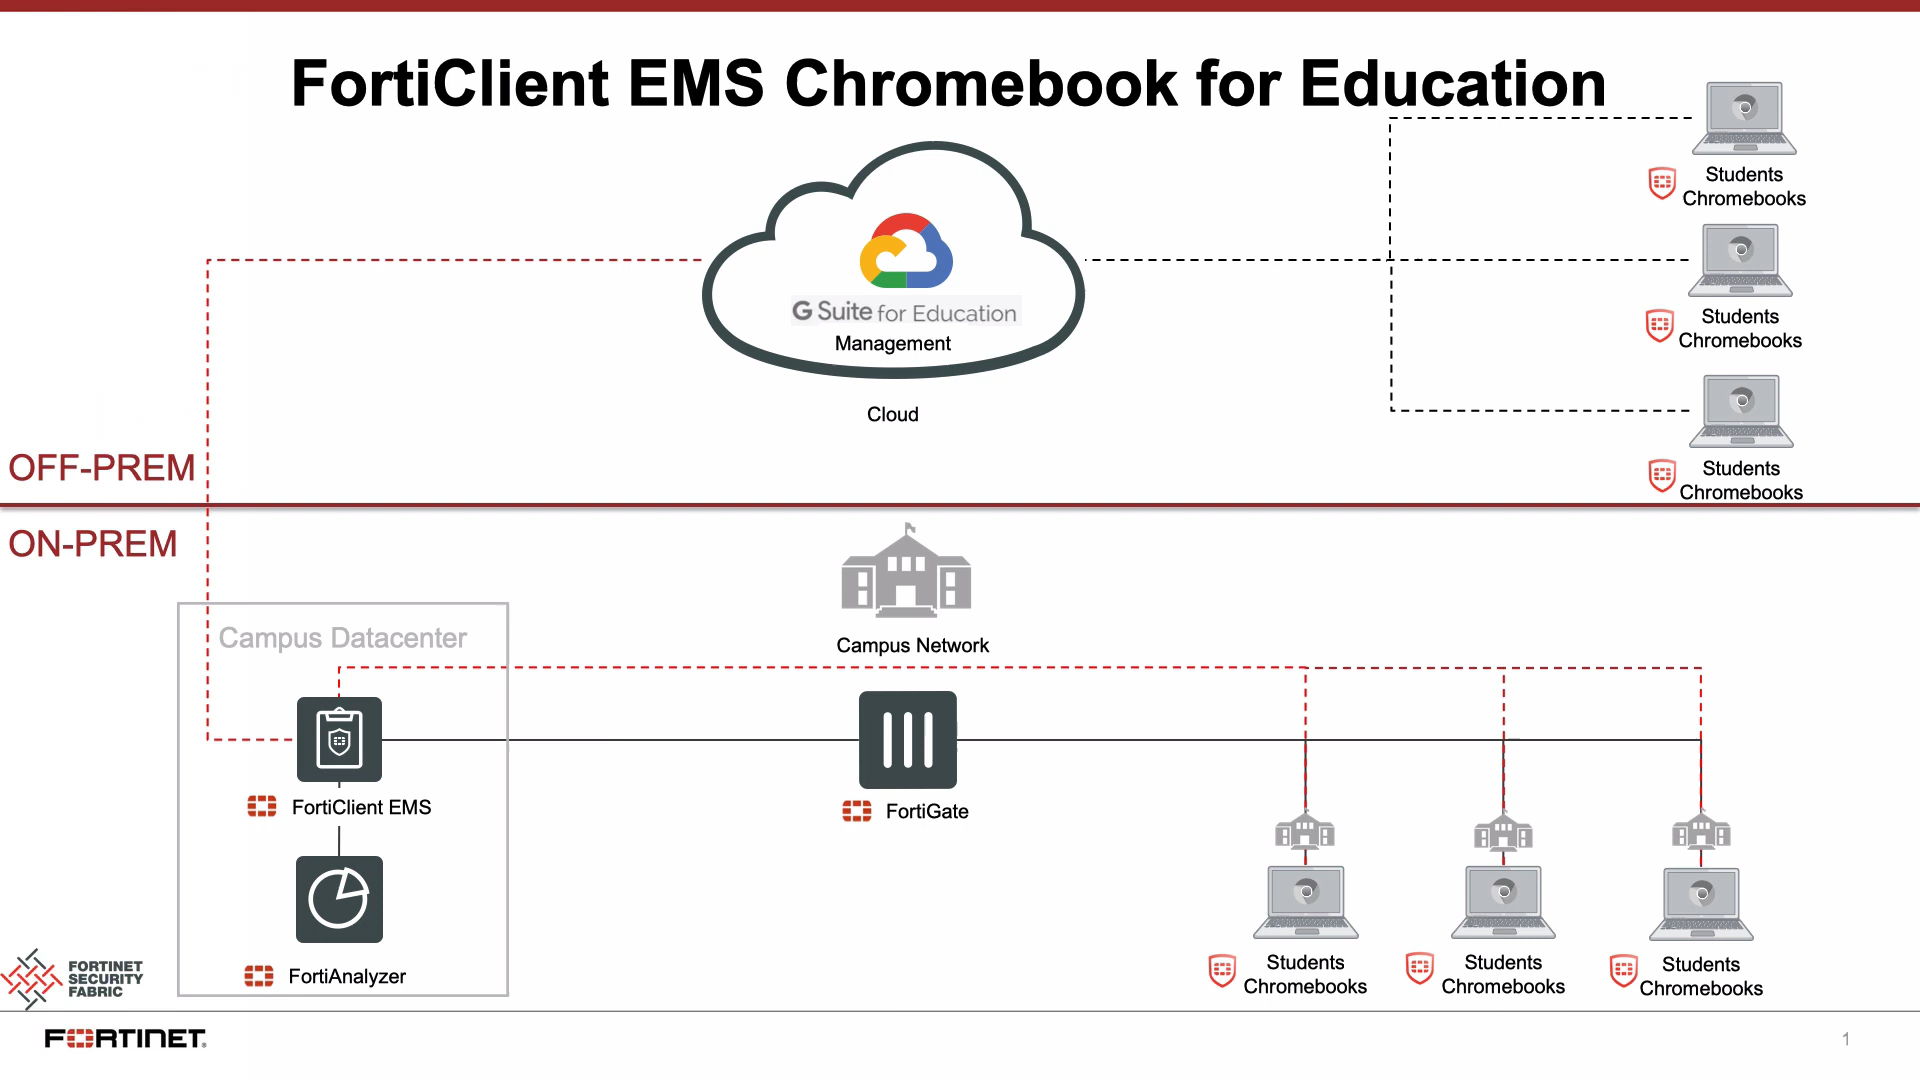 FortiClient EMS Chromebook for Education
Students
Chromebooks
G Suite for Education
Management
Students
Chromebooks
Cloud
Students
Chromebooks
OFF-PREM
ON-PREM
Campus Network
Campus Datacenter
FortiClient EMS
FortiGate
FortiAnalyzer
Students
Chromebooks
Students
Chromebooks
Students
Chromebooks
FORTINET
SECURITY
FABRIC
FORTINET®
1